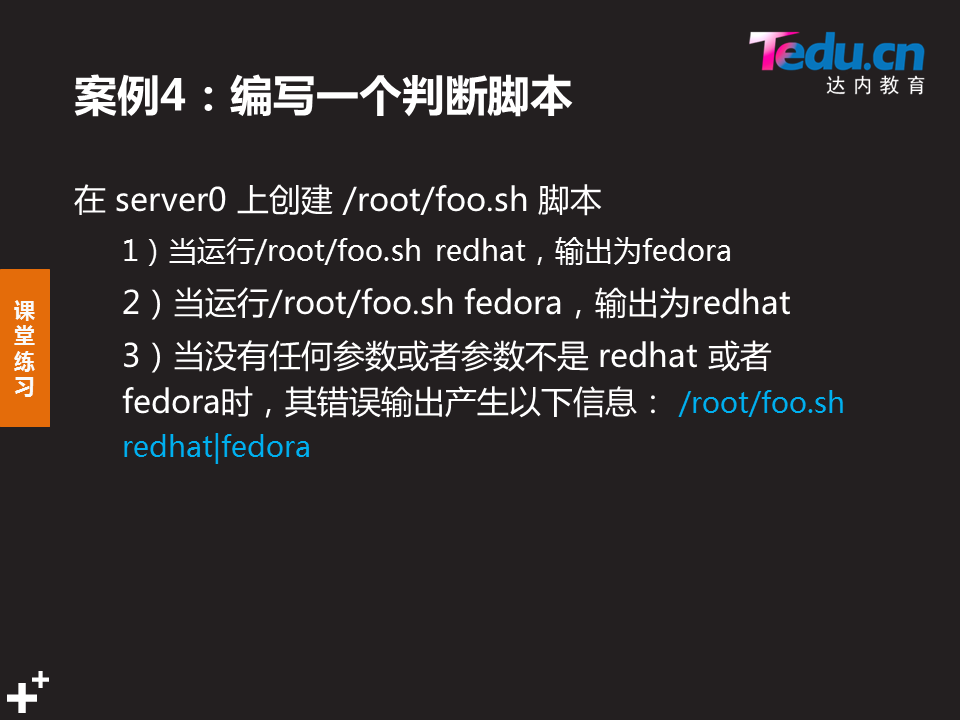 Tedu.cn
达内教育
案例4：编写一个判断脚本
在 server0 上创建 /root/foo.sh 脚本
1）当运行/root/foo.sh redhat，输出为fedora
2）当运行/root/foo.sh fedora，输出为redhat
3）当没有任何参数或者参数不是 redhat 或者
fedora时，其错误输出产生以下信息： /root/foo.sh
redhat|fedora
课
堂
练
习